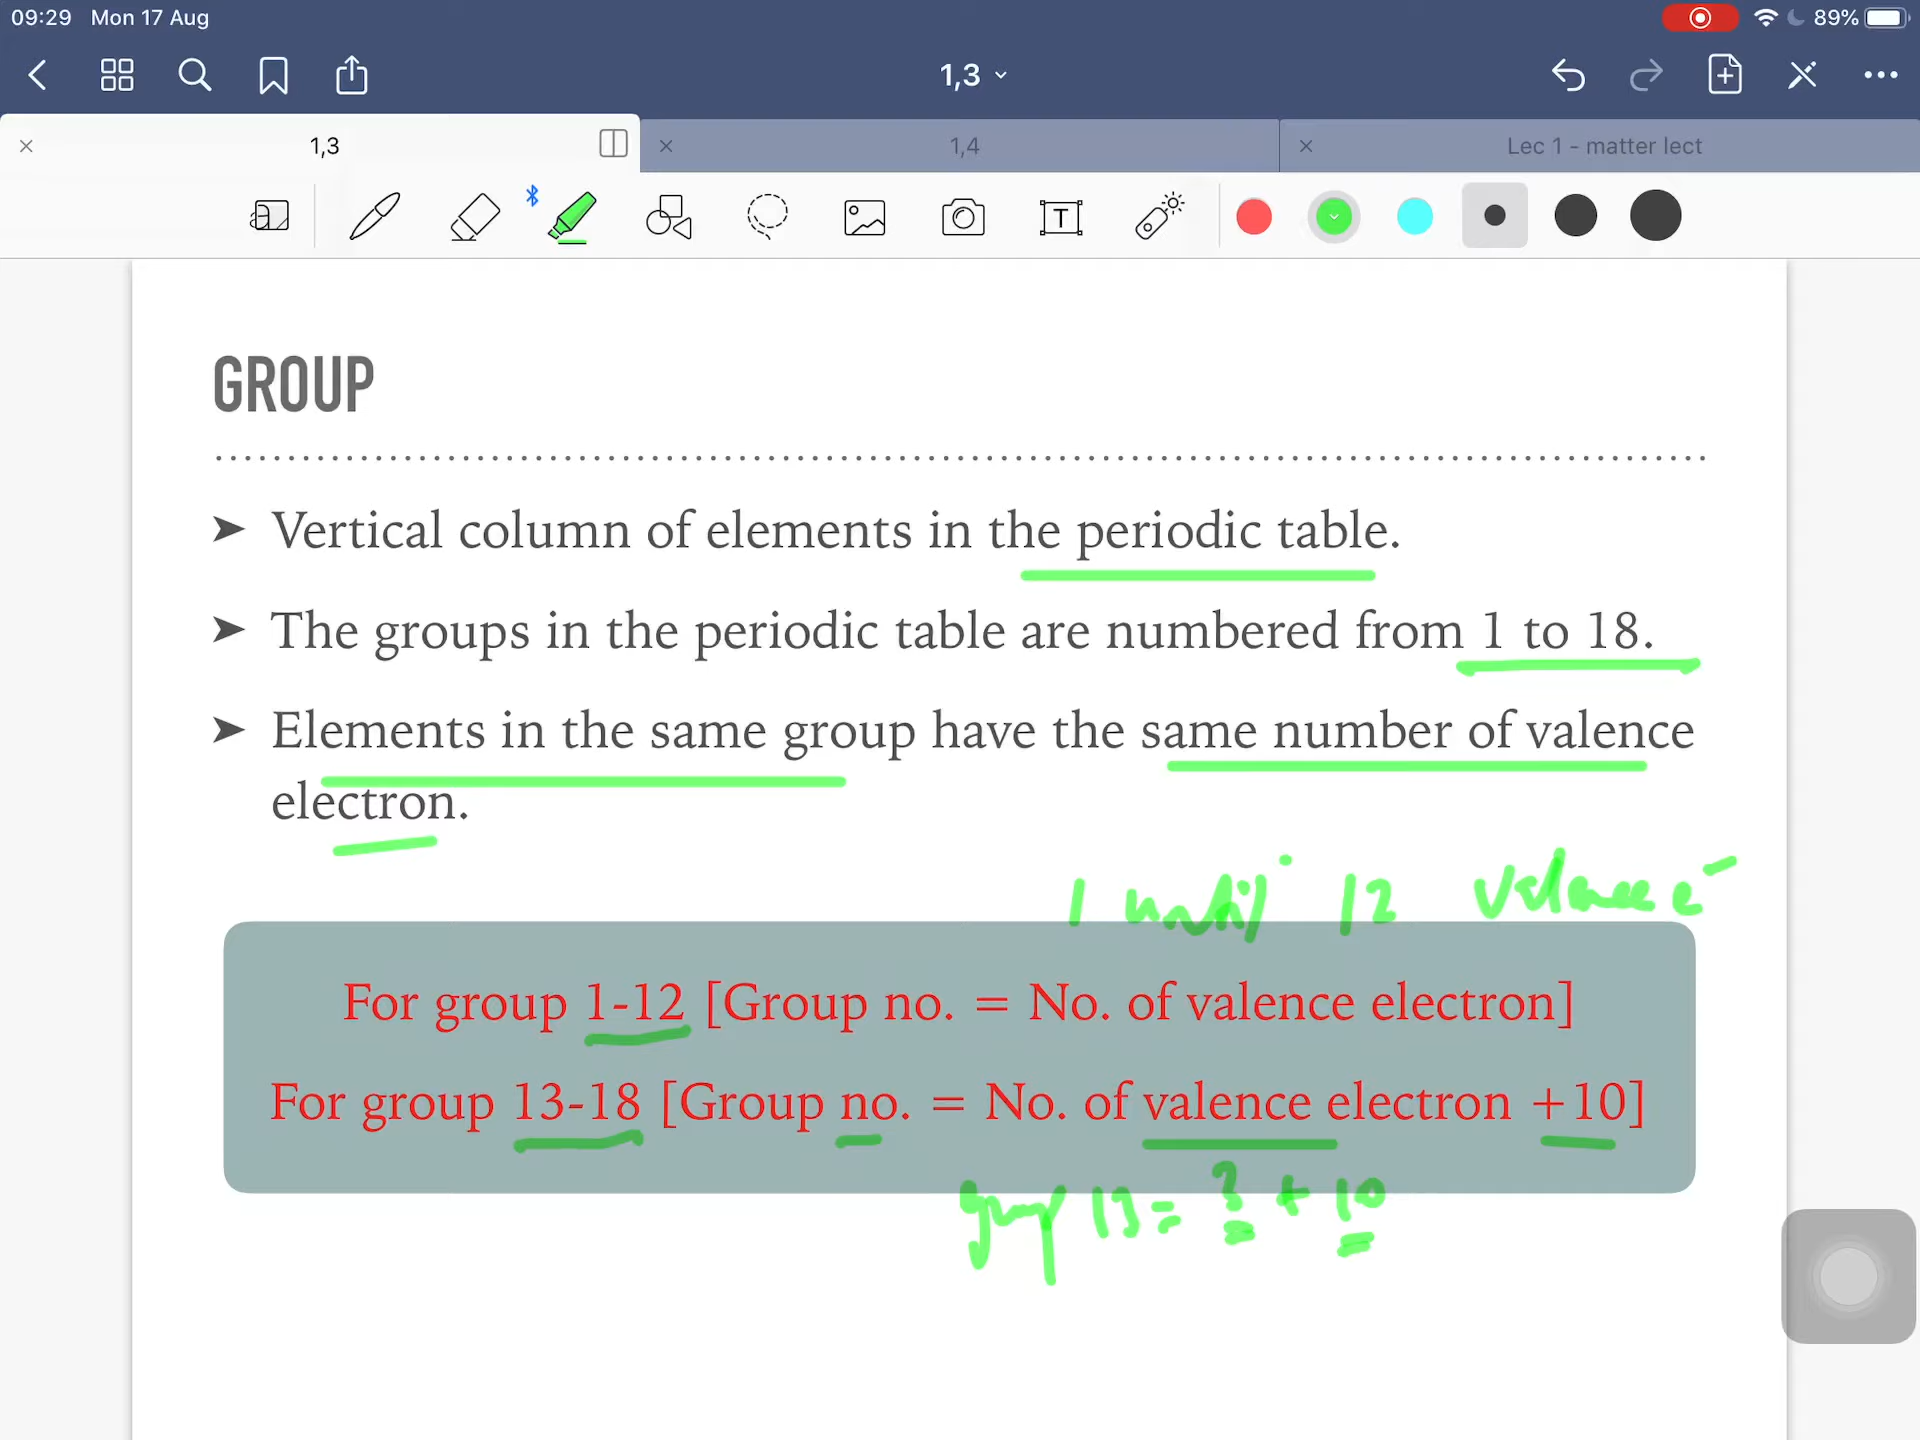 09:29 Mon 17 Aug
89%
1,3
1,3
1,4
Lec 1 - matter lect
GROUP
➤ Vertical column of elements in the periodic table.
➤ The groups in the periodic table are numbered from 1 to 18.
➤ Elements in the same group have the same number of valence
electron.
1 until 12 valence e⁻
For group 1-12 [Group no. = No. of valence electron]
For group 13-18 [Group no. = No. of valence electron +10]
group 13 = 3 + 10